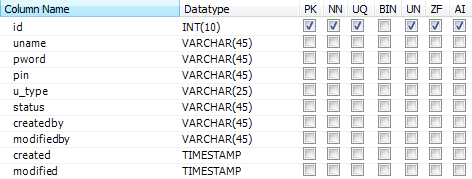 Column Name Datatype PK NN UQ BIN UN ZF AI
id INT(10)
uname VARCHAR(45)
pword VARCHAR(45)
pin VARCHAR(45)
u_type VARCHAR(25)
status VARCHAR(45)
createdby VARCHAR(45)
modifiedby VARCHAR(45)
created TIMESTAMP
modified TIMESTAMP